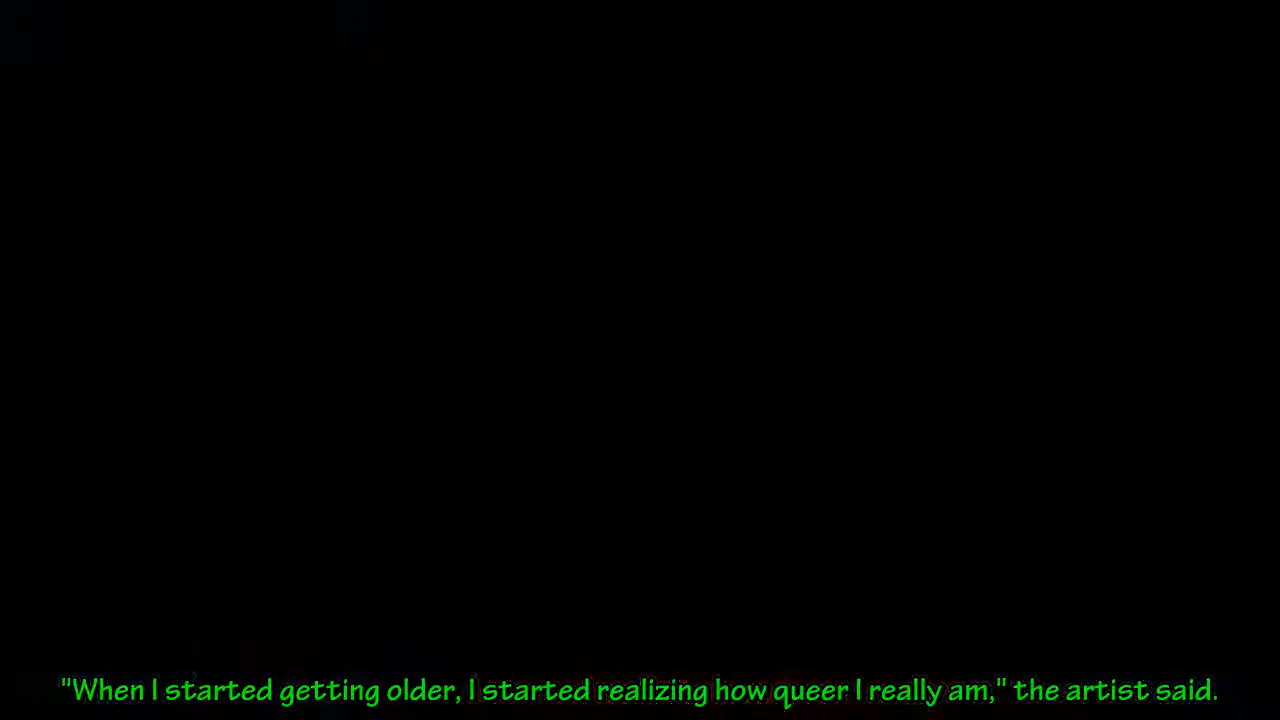 "When I started getting older, I started realizing how queer I really am," the artist said.